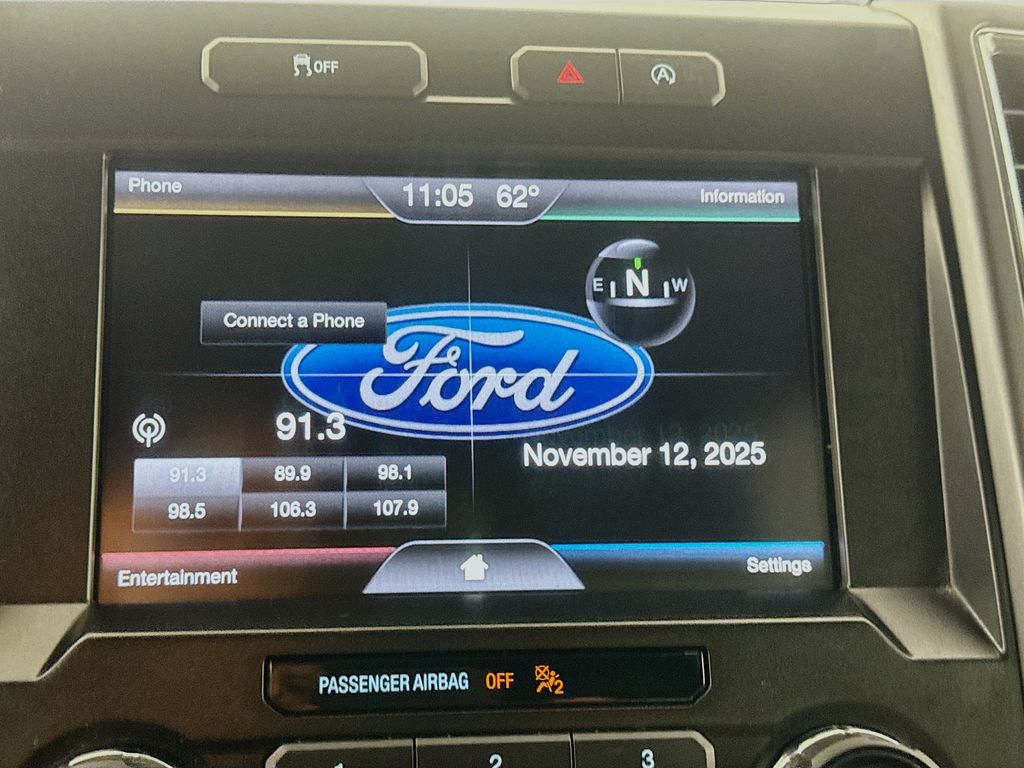 OFF
A
Phone
11:05 62°
Information
E N W
Connect a Phone
Ford
91.3
November 12, 2025
91.3 89.9 98.1
98.5 106.3 107.9
Entertainment
Settings
PASSENGER AIRBAG OFF 2
1 2 3